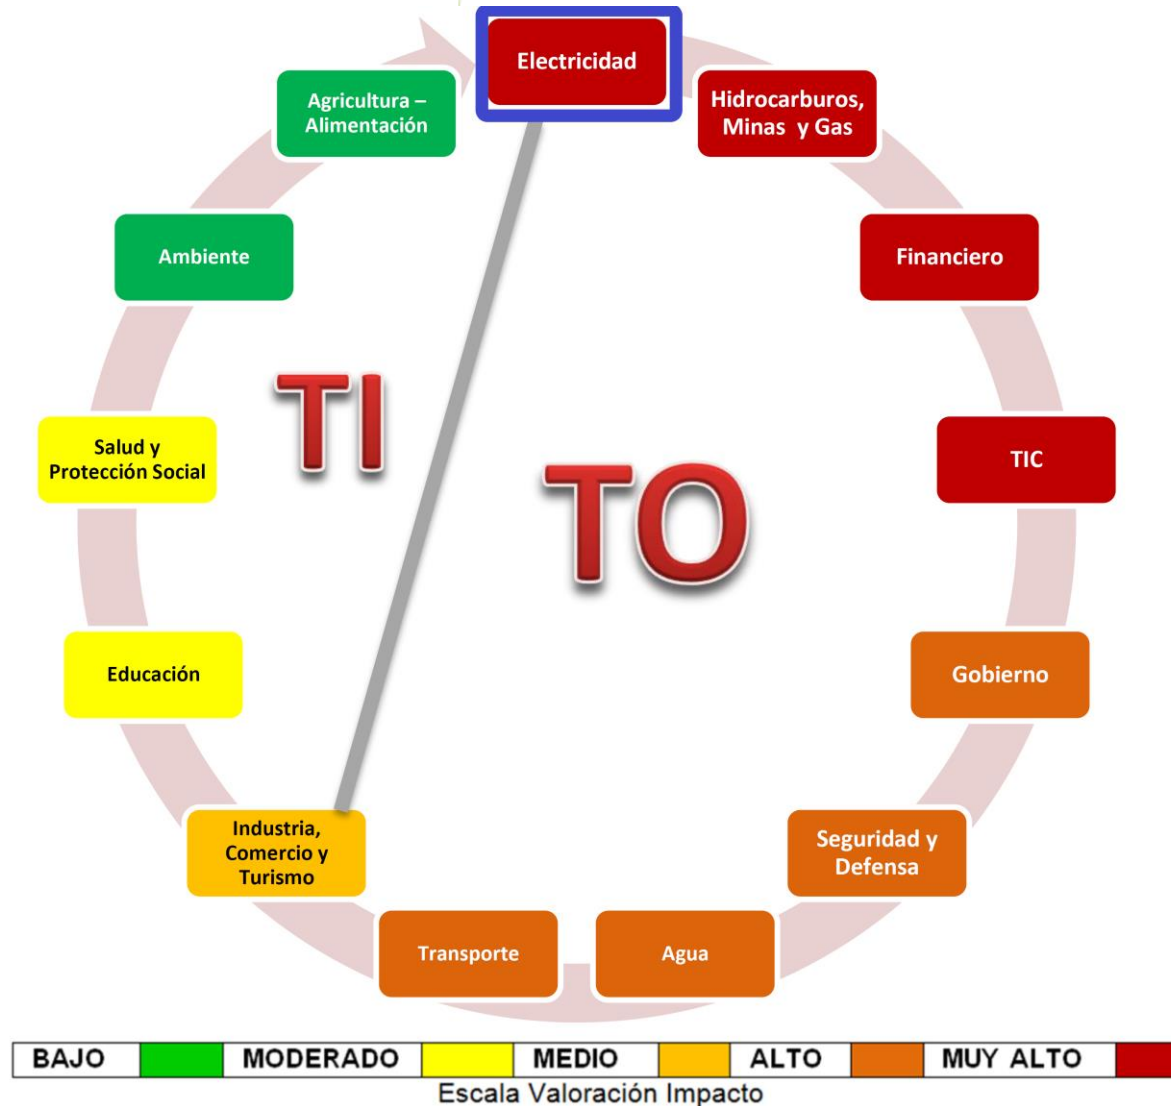 Electricidad
Hidrocarburos,
Minas y Gas
Financiero
TIC
Gobierno
Seguridad y
Defensa
Agua
Transporte
Industria,
Comercio y
Turismo
Educación
Salud y
Protección Social
Ambiente
Agricultura –
Alimentación
TI
TO
BAJO MODERADO MEDIO ALTO MUY ALTO
Escala Valoración Impacto